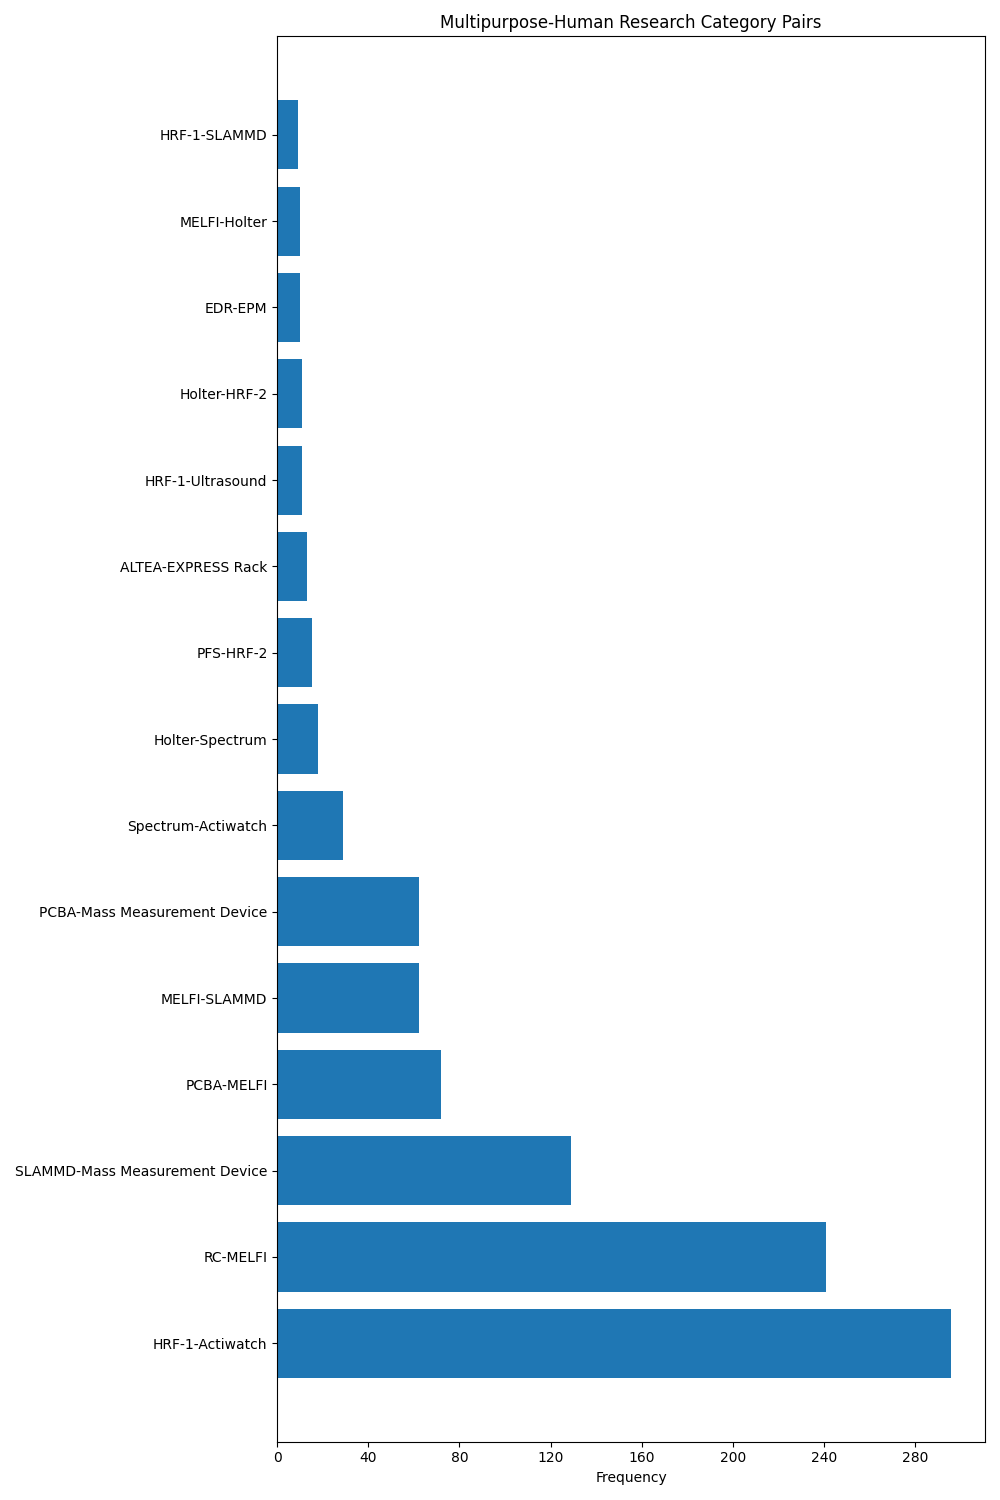 Multipurpose-Human Research Category Pairs
HRF-1-SLAMMD
MELFI-Holter
EDR-EPM
Holter-HRF-2
HRF-1-Ultrasound
ALTEA-EXPRESS Rack
PFS-HRF-2
Holter-Spectrum
Spectrum-Actiwatch
PCBA-Mass Measurement Device
MELFI-SLAMMD
PCBA-MELFI
SLAMMD-Mass Measurement Device
RC-MELFI
HRF-1-Actiwatch
0 40 80 120 160 200 240 280
Frequency